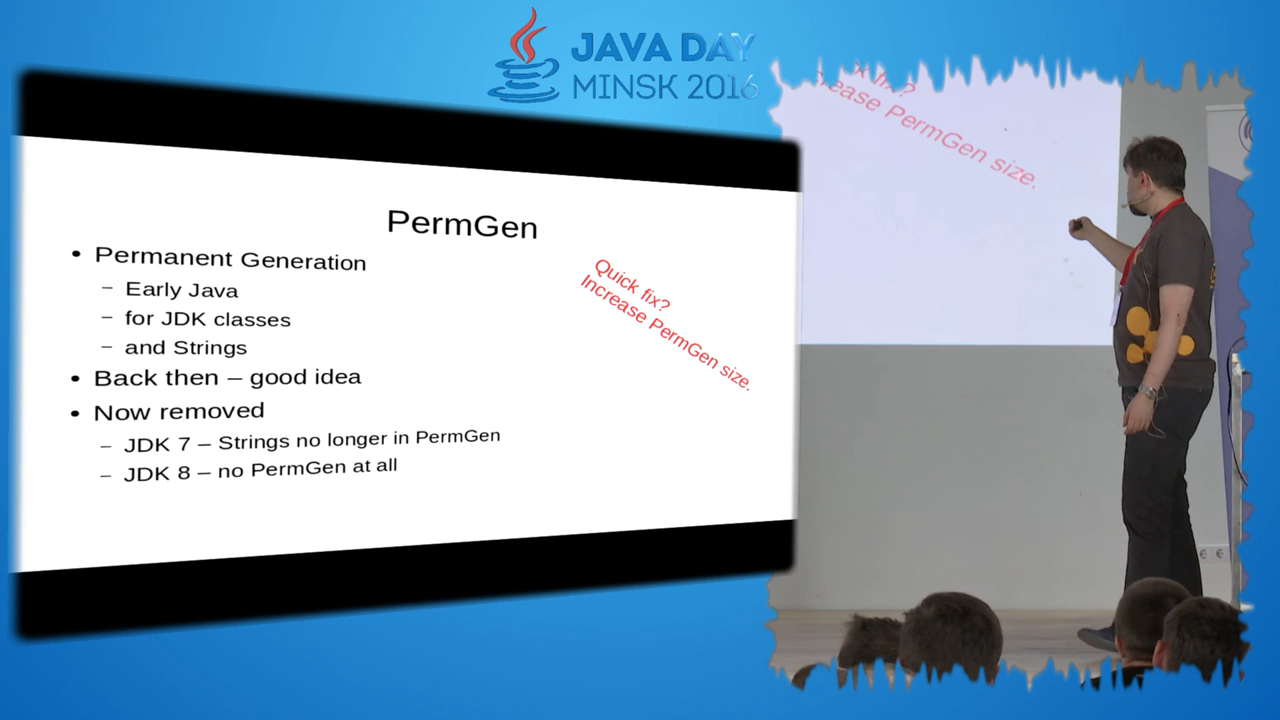 JAVA DAY
MINSK 2016
PermGen
• Permanent Generation
– Early Java
– for JDK classes
– and Strings
• Back then – good idea
• Now removed
– JDK 7 – Strings no longer in PermGen
– JDK 8 – no PermGen at all
Quick fix?
Increase PermGen size.
PermGen size.